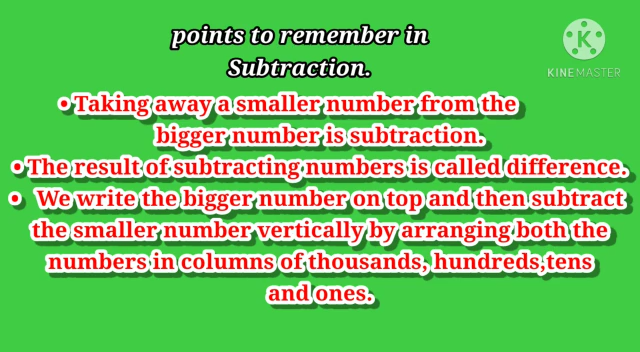 points to remember in
Subtraction.
K
KINEMASTER
• Taking away a smaller number from the
bigger number is subtraction.
• The result of subtracting numbers is called difference.
• We write the bigger number on top and then subtract
the smaller number vertically by arranging both the
numbers in columns of thousands, hundreds,tens
and ones.